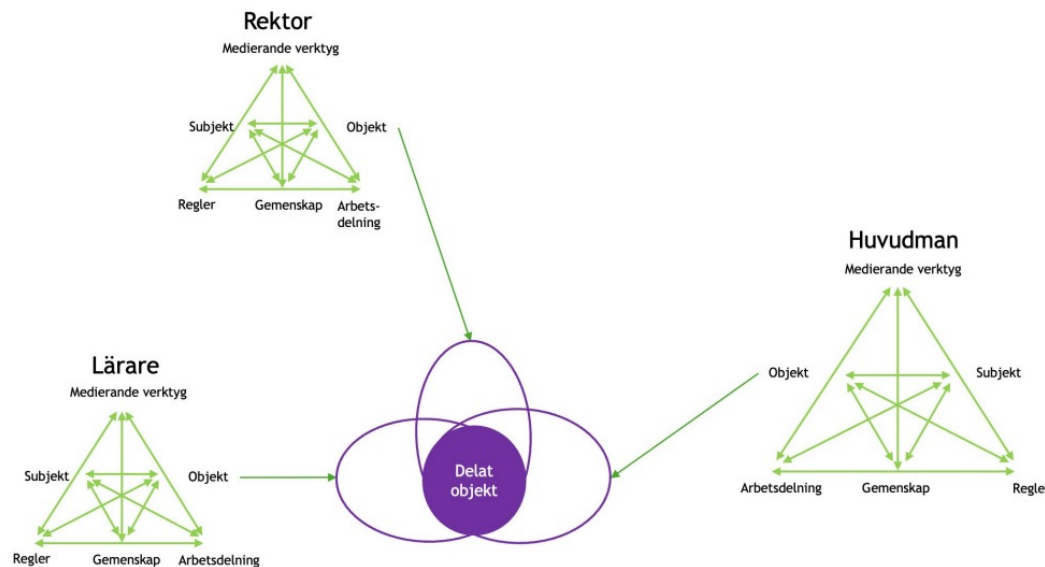 Rektor
Medierande verktyg
Subjekt
Objekt
Regler
Gemenskap
Arbets-
delning
Huvudman
Medierande verktyg
Objekt
Subjekt
Arbetsdelning
Gemenskap
Regle
Lärare
Medierande verktyg
Subjekt
Objekt
Regler
Gemenskap
Arbetsdelning
Delat
objekt